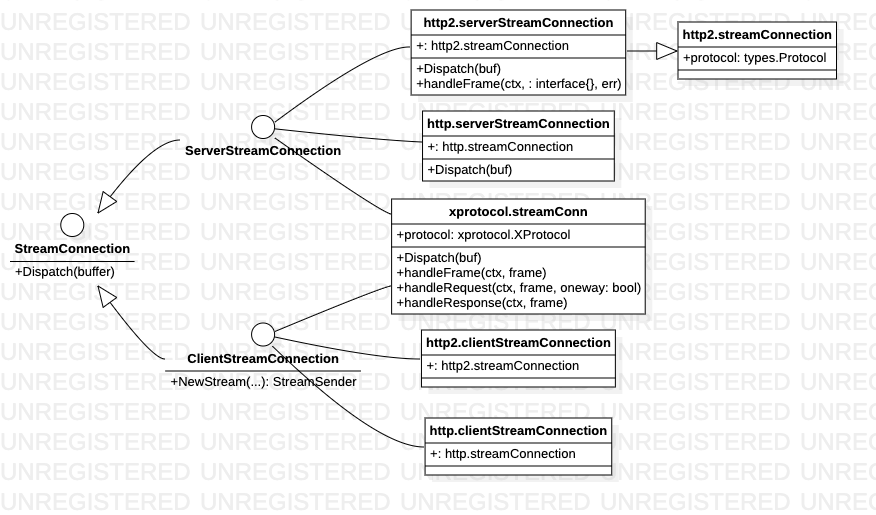 http2.serverStreamConnection
+: http2.streamConnection
+Dispatch(buf)
+handleFrame(ctx, : interface{}, err)
http2.streamConnection
+protocol: types.Protocol
http.serverStreamConnection
+: http.streamConnection
+Dispatch(buf)
ServerStreamConnection
xprotocol.streamConn
+protocol: xprotocol.XProtocol
+Dispatch(buf)
+handleFrame(ctx, frame)
+handleRequest(ctx, frame, oneway: bool)
+handleResponse(ctx, frame)
StreamConnection
+Dispatch(buffer)
ClientStreamConnection
+NewStream(...): StreamSender
http2.clientStreamConnection
+: http2.streamConnection
http.clientStreamConnection
+: http.streamConnection
UNREGISTERED